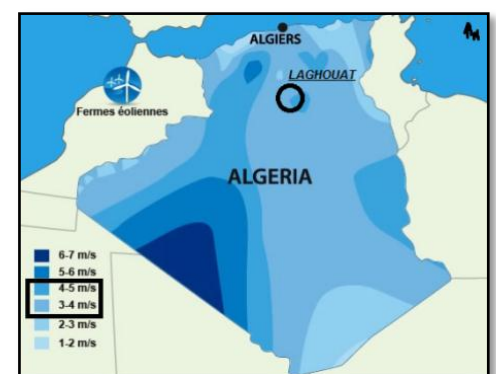 ALGIERS
LAGHOUAT
Fermes éoliennes
ALGERIA
6-7 m/s
5-6 m/s
4-5 m/s
3-4 m/s
2-3 m/s
1-2 m/s